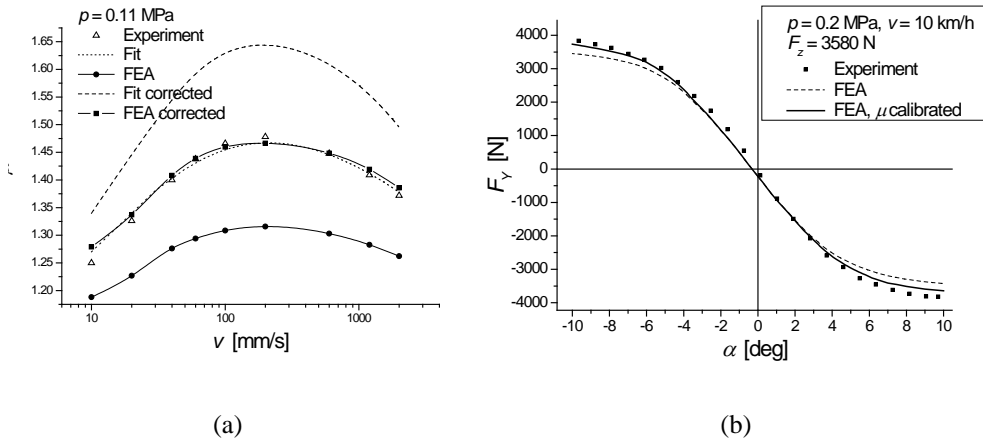 p = 0.11 MPa
Experiment
Fit
FEA
Fit corrected
FEA corrected
1.65
1.60
1.55
1.50
1.45
1.40
1.35
1.30
1.25
1.20
10
100
1000
v [mm/s]
(a)
p = 0.2 MPa, v = 10 km/h
F_z = 3580 N
Experiment
FEA
FEA, μ calibrated
4000
3000
2000
1000
0
-1000
-2000
-3000
-4000
F_Y [N]
-10
-8
-6
-4
-2
0
2
4
6
8
10
α [deg]
(b)